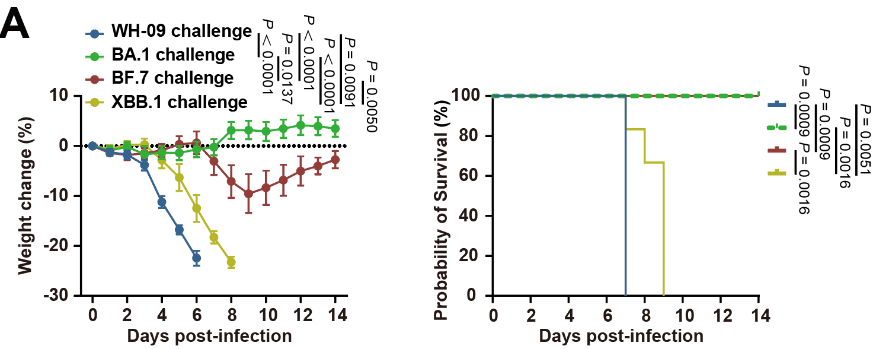 A
WH-09 challenge
BA.1 challenge
BF.7 challenge
XBB.1 challenge
P < 0.0001
P = 0.0137
P < 0.0001
P < 0.0001
P = 0.0091
P = 0.0050
Weight change (%)
10
0
-10
-20
-30
0 2 4 6 8 10 12 14
Days post-infection
Probability of Survival (%)
100
80
60
40
20
0
0 2 4 6 8 10 12 14
Days post-infection
P = 0.0009
P = 0.0016
P = 0.0009
P = 0.0016
P = 0.0051